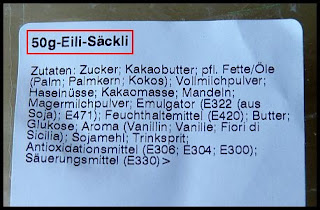 50g-Eili-Säckli
Zutaten: Zucker; Kakaobutter; pfl. Fette/Öle
(Palm; Palmkern; Kokos); Vollmilchpulver;
Haselnüsse; Kakaomasse; Mandeln;
Magermilchpulver; Emulgator (E322 (aus
Soja); E471); Feuchthaltemittel (E420); Butter;
Glukose; Aroma (Vanillin; Vanille; Fiori di
Sicilia); Sojamehl; Trinksprit;
Antioxidationsmittel (E306; E304; E300);
Säuerungsmittel (E330)>